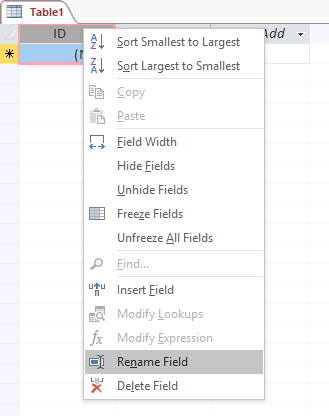 Table1
ID
Add
(N
Sort Smallest to Largest
Sort Largest to Smallest
Copy
Paste
Field Width
Hide Fields
Unhide Fields
Freeze Fields
Unfreeze All Fields
Find...
Insert Field
Modify Lookups
Modify Expression
Rename Field
Delete Field